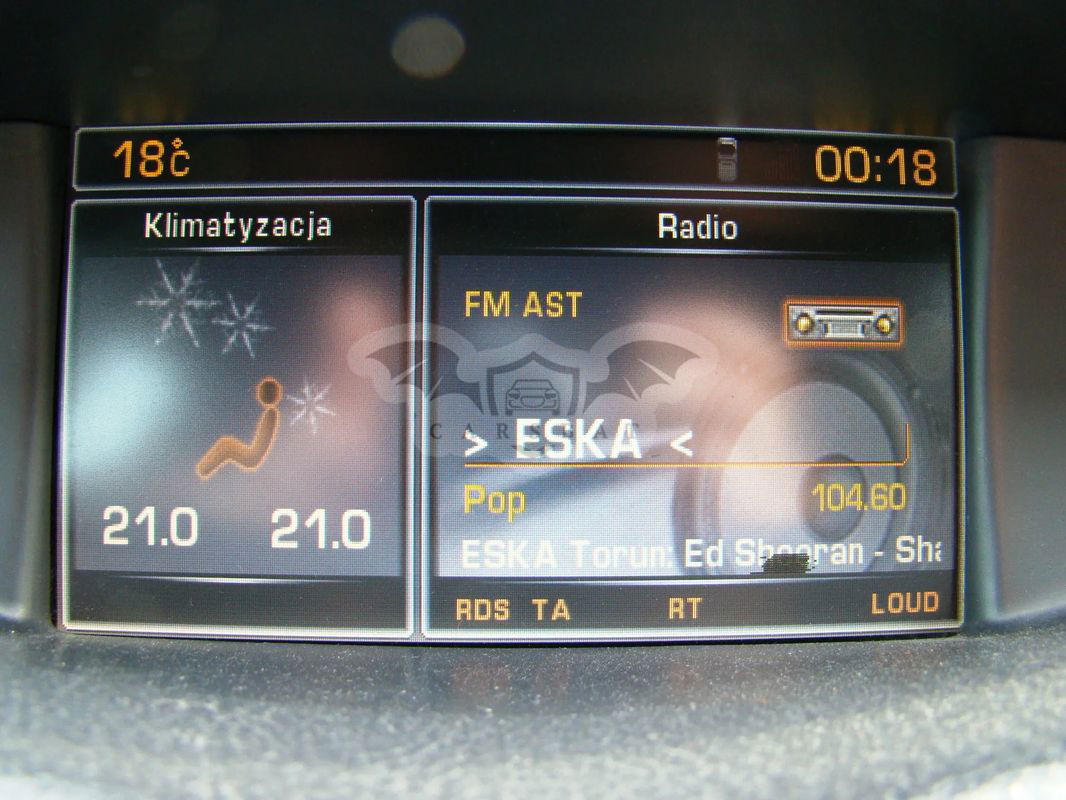 18°C 00:18
Klimatyzacja
Radio
FM AST
> ESKA <
Pop 104.60
21.0 21.0
ESKA Torun: Ed Sheeran - Sha
RDS TA RT LOUD